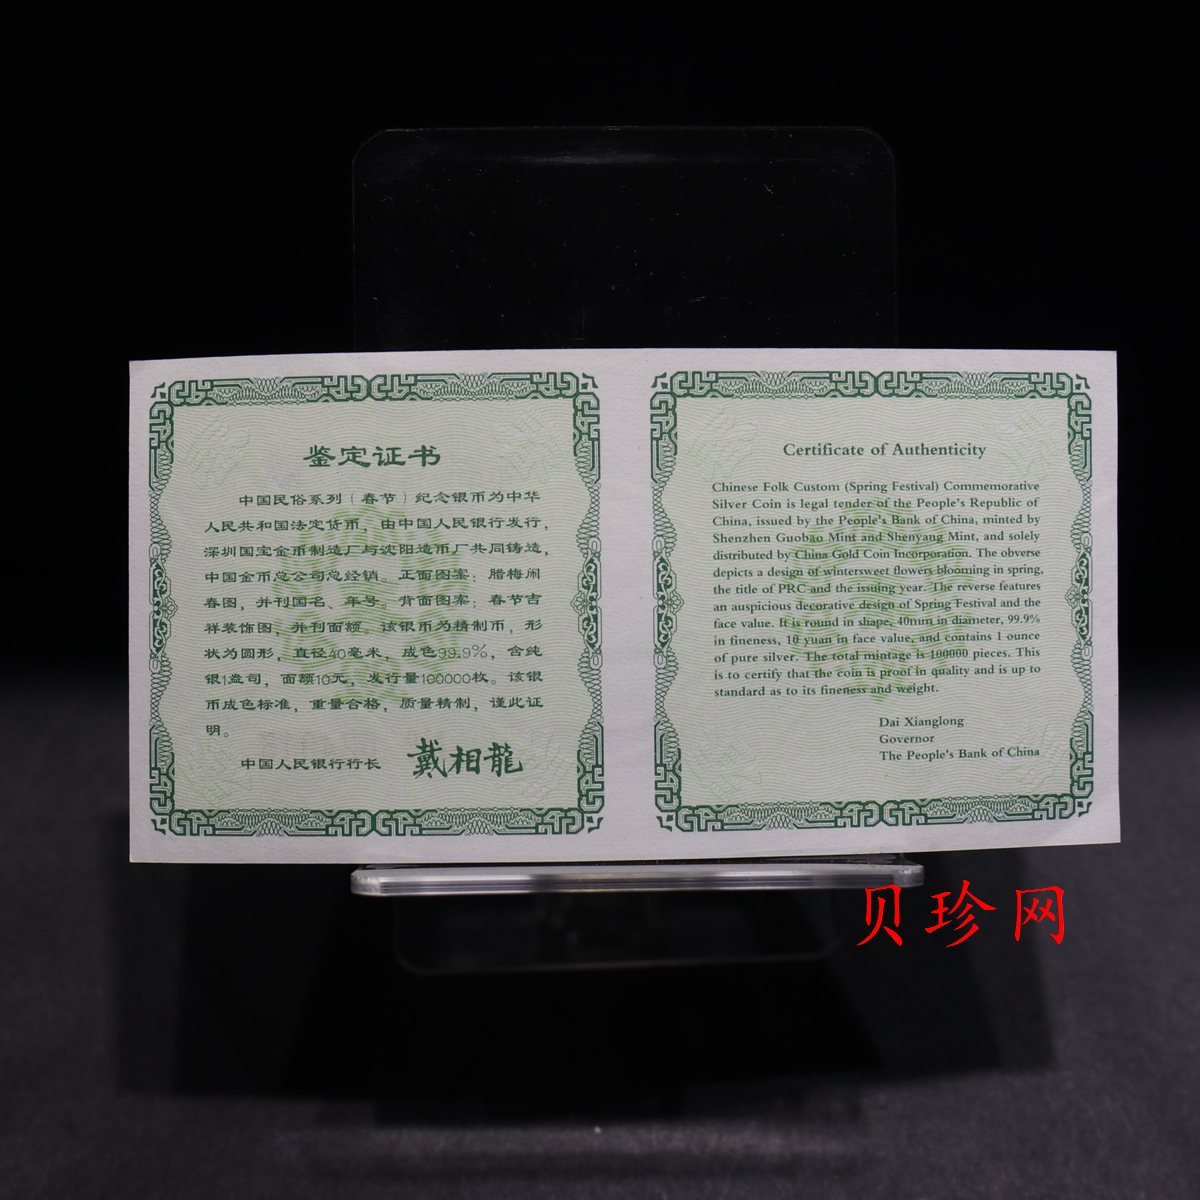 鉴定证书
中国民俗系列（春节）纪念银币为中华
人民共和国法定货币，由中国人民银行发行，
深圳国宝金币制造厂与沈阳造币厂共同铸造，
中国金币总公司总经销。正面图案：腊梅闹
春图，并刊国名、年号。背面图案：春节吉
祥装饰图，并刊面额。该银币为精制币，形
状为圆形，直径40毫米，成色99.9%，含纯
银1盎司，面额10元，发行量100000枚。该银
币成色标准，重量合格，质量精制，谨此证
明。
中国人民银行行长 戴相龍
Certificate of Authenticity
Chinese Folk Custom (Spring Festival) Commemorative
Silver Coin is legal tender of the People's Republic of
China, issued by the People's Bank of China, minted by
Shenzhen Guobao Mint and Shenyang Mint, and solely
distributed by China Gold Coin Incorporation. The obverse
depicts a design of wintersweet flowers blooming in spring,
the title of PRC and the issuing year. The reverse features
an auspicious decorative design of Spring Festival and the
face value. It is round in shape, 40mm in diameter, 99.9%
in fineness, 10 yuan in face value, and contains 1 ounce
of pure silver. The total mintage is 100000 pieces. This
is to certify that the coin is proof in quality and is up to
standard as to its fineness and weight.
Dai Xianglong
Governor
The People's Bank of China
贝珍网